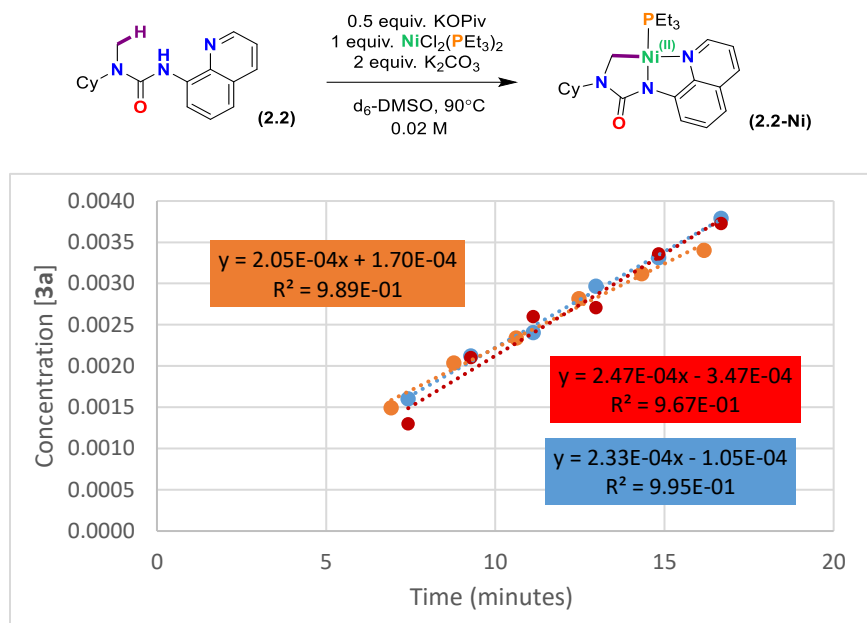 0.5 equiv. KOPiv
1 equiv. NiCl2(PEt3)2
2 equiv. K2CO3
d6-DMSO, 90°C
0.02 M
H
N
Cy
NH
N
O
(2.2)
PEt3
Ni(II)
N
N
Cy
N
O
(2.2-Ni)
0.0040
0.0035
0.0030
0.0025
0.0020
0.0015
0.0010
0.0005
0.0000
Concentration [3a]
y = 2.05E-04x + 1.70E-04
R² = 9.89E-01
y = 2.47E-04x - 3.47E-04
R² = 9.67E-01
y = 2.33E-04x - 1.05E-04
R² = 9.95E-01
0 5 10 15 20
Time (minutes)